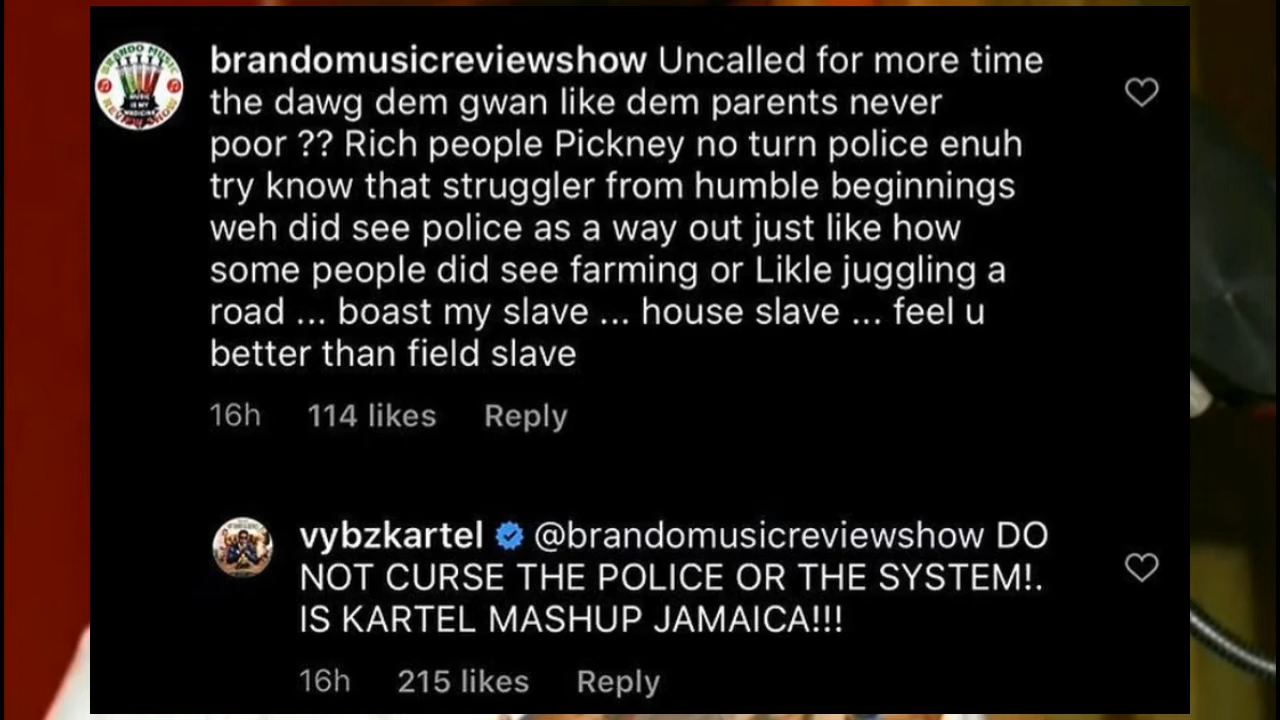 brandomusicreviewshow Uncalled for more time
the dawg dem gwan like dem parents never
poor ?? Rich people Pickney no turn police enuh
try know that struggler from humble beginnings
weh did see police as a way out just like how
some people did see farming or Likle juggling a
road ... boast my slave ... house slave ... feel u
better than field slave
16h 114 likes Reply
vybzkartel @brandomusicreviewshow DO
NOT CURSE THE POLICE OR THE SYSTEM!.
IS KARTEL MASHUP JAMAICA!!!
16h 215 likes Reply